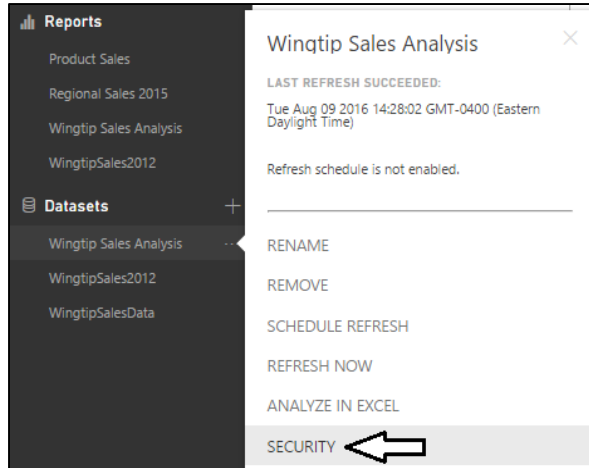 Reports
Product Sales
Regional Sales 2015
Wingtip Sales Analysis
WingtipSales2012
Datasets
Wingtip Sales Analysis
WingtipSales2012
WingtipSalesData
Wingtip Sales Analysis
LAST REFRESH SUCCEEDED:
Tue Aug 09 2016 14:28:02 GMT-0400 (Eastern
Daylight Time)
Refresh schedule is not enabled.
RENAME
REMOVE
SCHEDULE REFRESH
REFRESH NOW
ANALYZE IN EXCEL
SECURITY